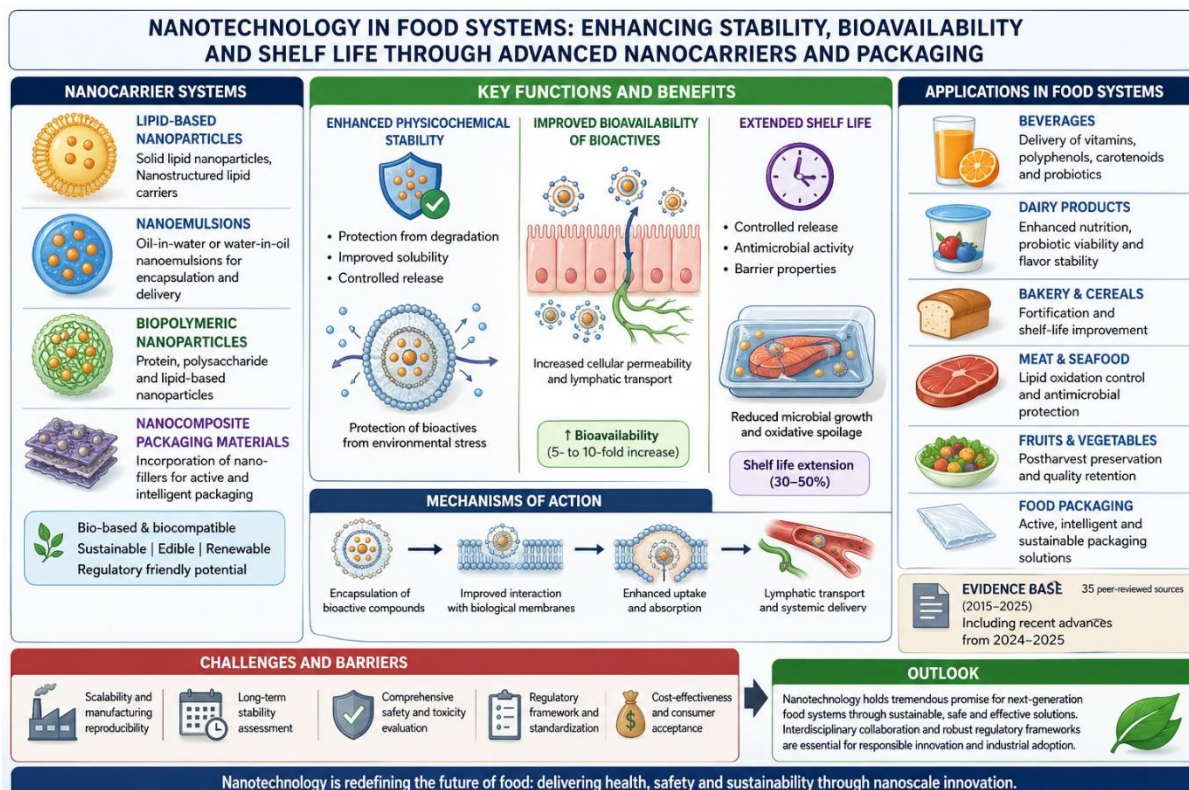 NANOTECHNOLOGY IN FOOD SYSTEMS: ENHANCING STABILITY, BIOAVAILABILITY
AND SHELF LIFE THROUGH ADVANCED NANOCARRIERS AND PACKAGING
NANOCARRIER SYSTEMS
LIPID-BASED
NANOPARTICLES
Solid lipid nanoparticles,
Nanostructured lipid
carriers
NANOEMULSIONS
Oil-in-water or water-in-oil
nanoemulsions for
encapsulation and
delivery
BIOPOLYMERIC
NANOPARTICLES
Protein, polysaccharide
and lipid-based
nanoparticles
NANOCOMPOSITE
PACKAGING MATERIALS
Incorporation of nano-
fillers for active and
intelligent packaging
Bio-based & biocompatible
Sustainable | Edible | Renewable
Regulatory friendly potential
KEY FUNCTIONS AND BENEFITS
ENHANCED PHYSICOCHEMICAL
STABILITY
• Protection from degradation
• Improved solubility
• Controlled release
Protection of bioactives
from environmental stress
IMPROVED BIOAVAILABILITY
OF BIOACTIVES
Increased cellular permeability
and lymphatic transport
↑ Bioavailability
(5- to 10-fold increase)
EXTENDED SHELF LIFE
• Controlled release
• Antimicrobial activity
• Barrier properties
Reduced microbial growth
and oxidative spoilage
Shelf life extension
(30–50%)
MECHANISMS OF ACTION
Encapsulation of
bioactive compounds
Improved interaction
with biological membranes
Enhanced uptake
and absorption
Lymphatic transport
and systemic delivery
APPLICATIONS IN FOOD SYSTEMS
BEVERAGES
Delivery of vitamins,
polyphenols, carotenoids
and probiotics
DAIRY PRODUCTS
Enhanced nutrition,
probiotic viability and
flavor stability
BAKERY & CEREALS
Fortification and
shelf-life improvement
MEAT & SEAFOOD
Lipid oxidation control
and antimicrobial
protection
FRUITS & VEGETABLES
Postharvest preservation
and quality retention
FOOD PACKAGING
Active, intelligent and
sustainable packaging
solutions
EVIDENCE BASE 35 peer-reviewed sources
(2015–2025)
Including recent advances
from 2024–2025
CHALLENGES AND BARRIERS
Scalability and
manufacturing
reproducibility
Long-term
stability
assessment
Comprehensive
safety and toxicity
evaluation
Regulatory
framework and
standardization
Cost-effectiveness
and consumer
acceptance
$
OUTLOOK
Nanotechnology holds tremendous promise for next-generation
food systems through sustainable, safe and effective solutions.
Interdisciplinary collaboration and robust regulatory frameworks
are essential for responsible innovation and industrial adoption.
Nanotechnology is redefining the future of food: delivering health, safety and sustainability through nanoscale innovation.